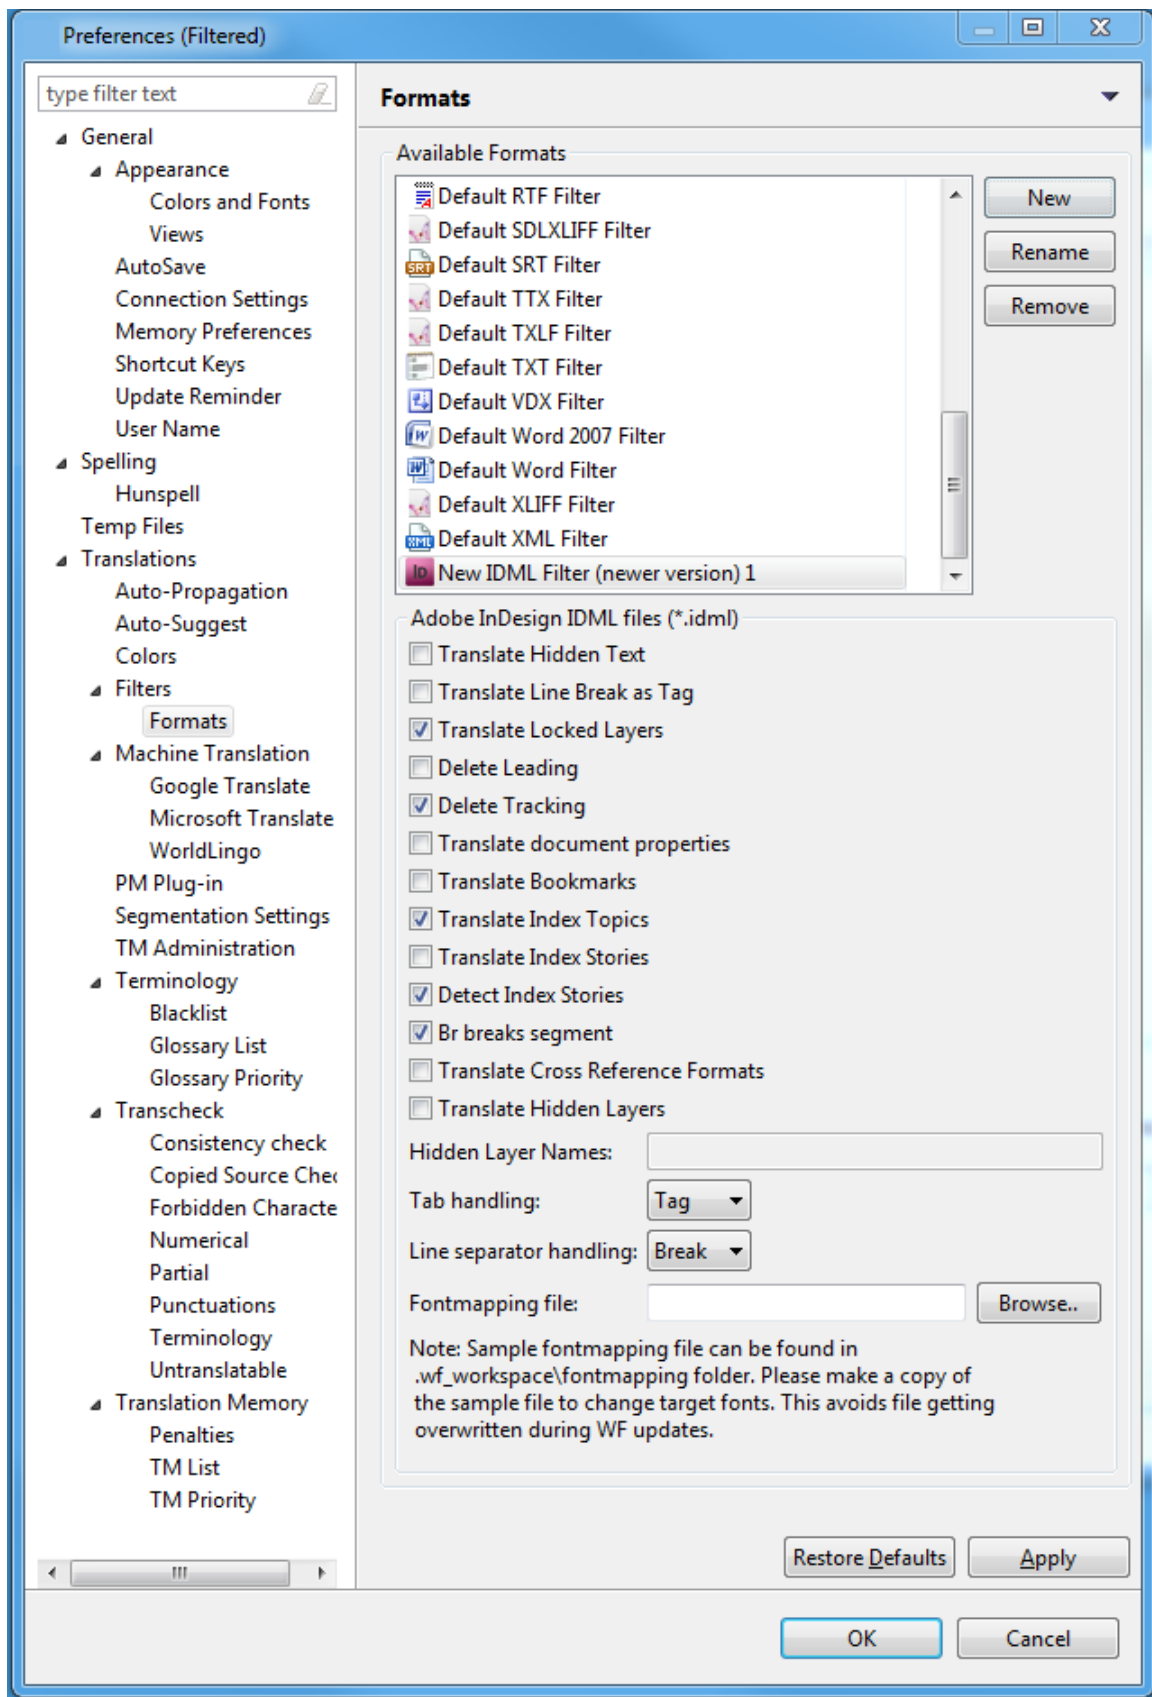 Preferences (Filtered)
type filter text
General
Appearance
Colors and Fonts
Views
AutoSave
Connection Settings
Memory Preferences
Shortcut Keys
Update Reminder
User Name
Spelling
Hunspell
Temp Files
Translations
Auto-Propagation
Auto-Suggest
Colors
Filters
Formats
Machine Translation
Google Translate
Microsoft Translate
WorldLingo
PM Plug-in
Segmentation Settings
TM Administration
Terminology
Blacklist
Glossary List
Glossary Priority
Transcheck
Consistency check
Copied Source Chec
Forbidden Characte
Numerical
Partial
Punctuations
Terminology
Untranslatable
Translation Memory
Penalties
TM List
TM Priority
Formats
Available Formats
Default RTF Filter
Default SDLXLIFF Filter
SRT Default SRT Filter
Default TTX Filter
Default TXLF Filter
Default TXT Filter
Default VDX Filter
Default Word 2007 Filter
Default Word Filter
Default XLIFF Filter
XML Default XML Filter
ID New IDML Filter (newer version) 1
New
Rename
Remove
Adobe InDesign IDML files (*.idml)
Translate Hidden Text
Translate Line Break as Tag
Translate Locked Layers
Delete Leading
Delete Tracking
Translate document properties
Translate Bookmarks
Translate Index Topics
Translate Index Stories
Detect Index Stories
Br breaks segment
Translate Cross Reference Formats
Translate Hidden Layers
Hidden Layer Names:
Tab handling: Tag
Line separator handling: Break
Fontmapping file: Browse..
Note: Sample fontmapping file can be found in
.wf_workspace\fontmapping folder. Please make a copy of
the sample file to change target fonts. This avoids file getting
overwritten during WF updates.
Restore Defaults Apply
OK Cancel